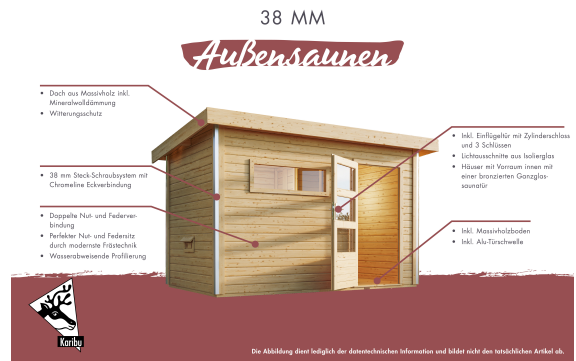 38 MM
Außensaunen
• Dach aus Massivholz inkl.
Mineralwolldämmung
• Witterungsschutz
• 38 mm Steck-Schraubsystem mit
Chromeline Eckverbindung
• Doppelte Nut- und Federver-
bindung
• Perfekter Nut- und Federsitz
durch modernste Frästechnik
• Wasserabweisende Profilierung
• Inkl. Einflügeltür mit Zylinderschloss
und 3 Schlüssen
• Lichtausschnitte aus Isolierglas
• Häuser mit Vorraum innen mit
einer bronzierten Ganzglas-
saunatür
• Inkl. Massivholzboden
• Inkl. Alu-Türschwelle
Karibu
Die Abbildung dient lediglich der datentechnischen Information und bildet nicht den tatsächlichen Artikel ab.